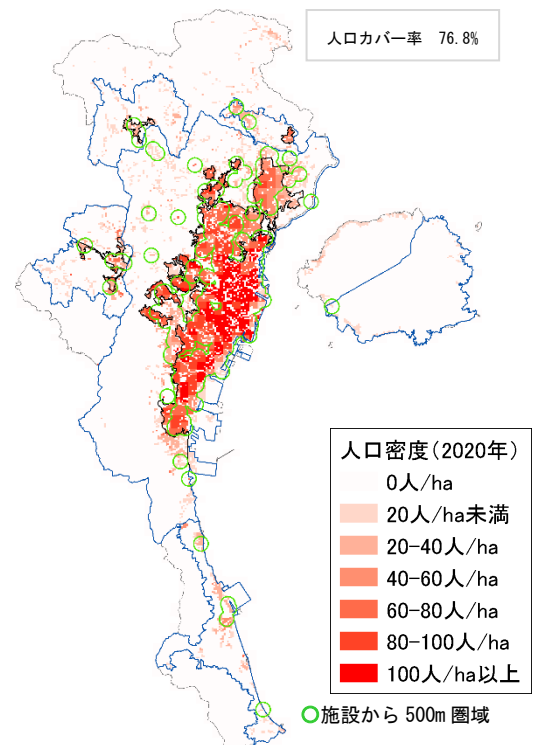 人口カバー率 76.8%
人口密度(2020年)
0人/ha
20人/ha未満
20-40人/ha
40-60人/ha
60-80人/ha
80-100人/ha
100人/ha以上
施設から500m圏域